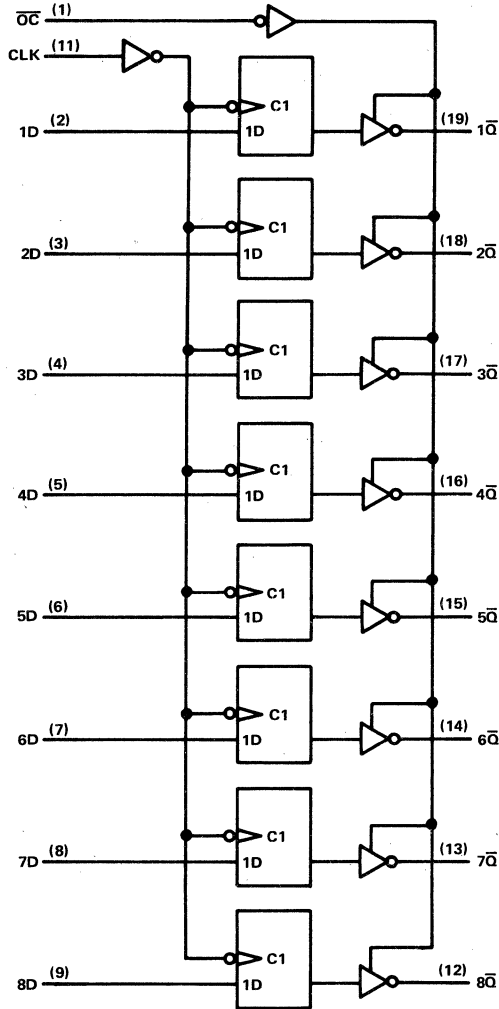 O̅C̅ (1)
CLK (11)
C1
1D (2) 1D (19) 1Q̅
C1
2D (3) 1D (18) 2Q̅
C1
3D (4) 1D (17) 3Q̅
C1
4D (5) 1D (16) 4Q̅
C1
5D (6) 1D (15) 5Q̅
C1
6D (7) 1D (14) 6Q̅
C1
7D (8) 1D (13) 7Q̅
C1
8D (9) 1D (12) 8Q̅